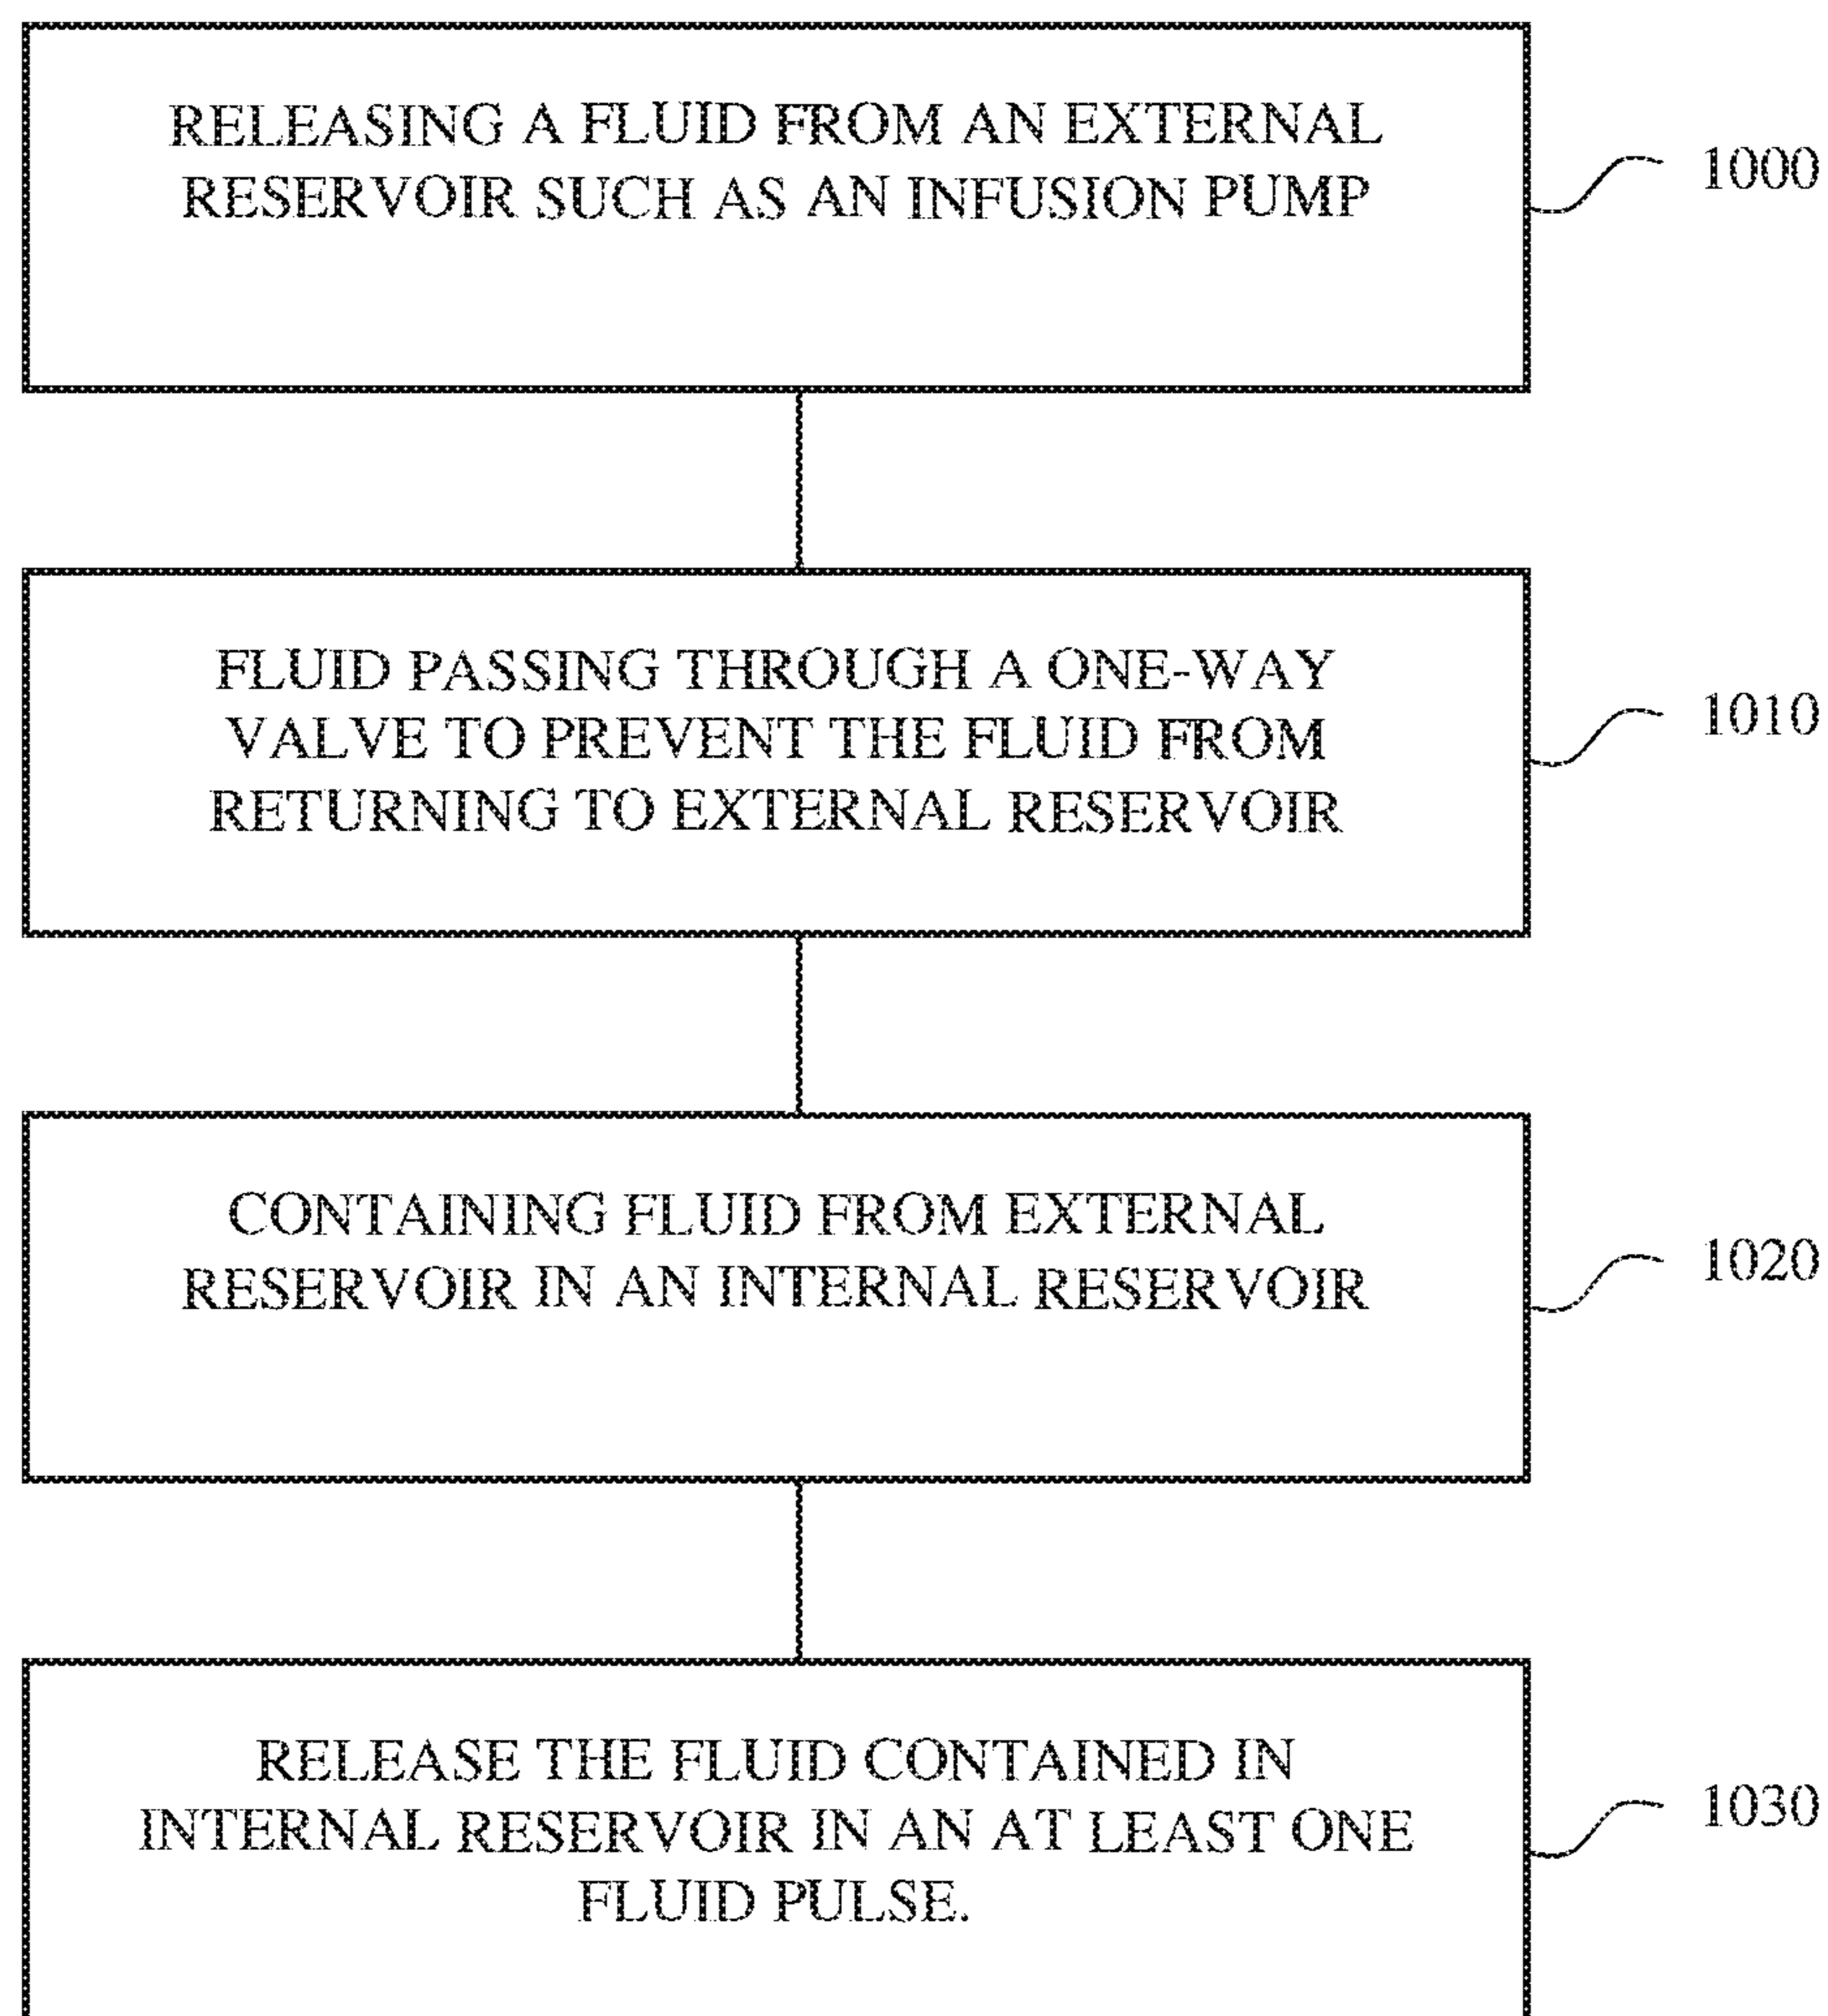 RELEASING A FLUID FROM AN EXTERNAL
RESERVOIR SUCH AS AN INFUSION PUMP
1000
FLUID PASSING THROUGH A ONE-WAY
VALVE TO PREVENT THE FLUID FROM
RETURNING TO EXTERNAL RESERVOIR
1010
CONTAINING FLUID FROM EXTERNAL
RESERVOIR IN AN INTERNAL RESERVOIR
1020
RELEASE THE FLUID CONTAINED IN
INTERNAL RESERVOIR IN AN AT LEAST ONE
FLUID PULSE.
1030